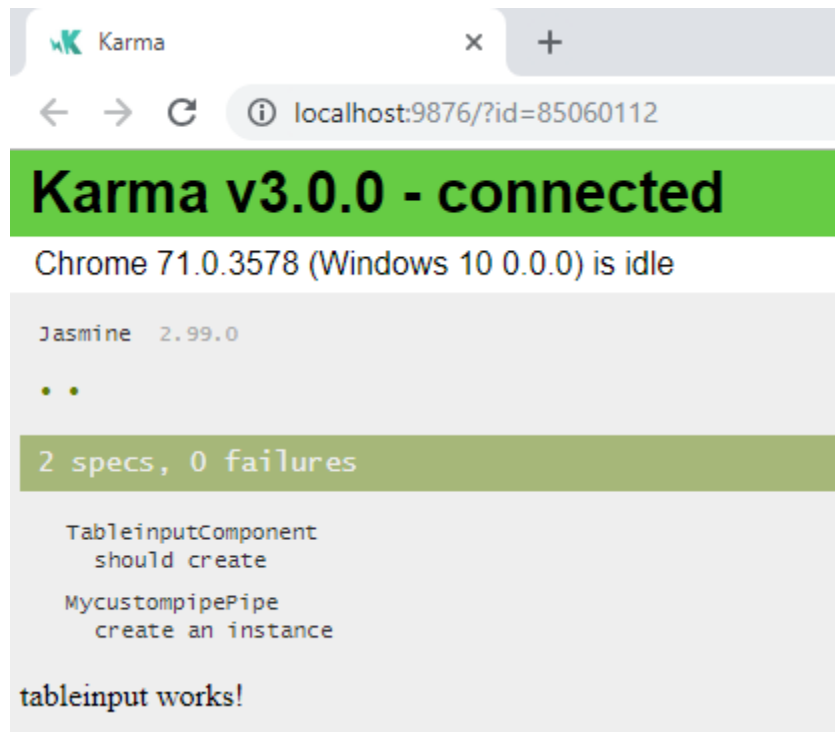 Karma
localhost:9876/?id=85060112
Karma v3.0.0 - connected
Chrome 71.0.3578 (Windows 10 0.0.0) is idle
Jasmine 2.99.0
• •
2 specs, 0 failures
TableinputComponent
should create
MycustompipePipe
create an instance
tableinput works!